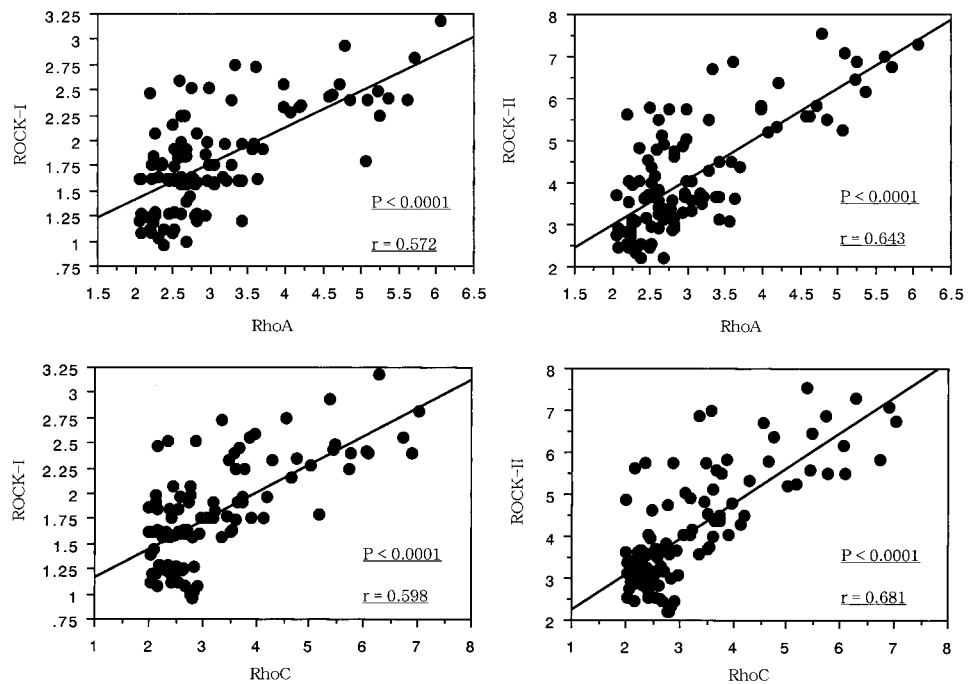 3.25
3
2.75
2.5
2.25
2
1.75
1.5
1.25
1
.75
ROCK-I
P < 0.0001
r = 0.572
1.5 2 2.5 3 3.5 4 4.5 5 5.5 6 6.5
RhoA
8
7
6
5
4
3
2
ROCK-II
P < 0.0001
r = 0.643
1.5 2 2.5 3 3.5 4 4.5 5 5.5 6 6.5
RhoA
3.25
3
2.75
2.5
2.25
2
1.75
1.5
1.25
1
.75
ROCK-I
P < 0.0001
r = 0.598
1 2 3 4 5 6 7 8
RhoC
8
7
6
5
4
3
2
ROCK-II
P < 0.0001
r = 0.681
1 2 3 4 5 6 7 8
RhoC